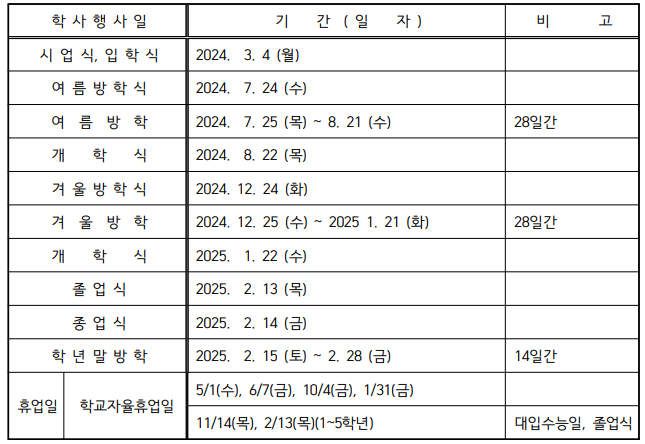 학사행사일 기 간 (일 자) 비 고
시업식, 입학식 2024. 3. 4 (월)
여름방학식 2024. 7. 24 (수)
여 름 방 학 2024. 7. 25 (목) ~ 8. 21 (수) 28일간
개 학 식 2024. 8. 22 (목)
겨울방학식 2024. 12. 24 (화)
겨 울 방 학 2024. 12. 25 (수) ~ 2025 1. 21 (화) 28일간
개 학 식 2025. 1. 22 (수)
졸업식 2025. 2. 13 (목)
종업식 2025. 2. 14 (금)
학년말방학 2025. 2. 15 (토) ~ 2. 28 (금) 14일간
휴업일 학교자율휴업일 5/1(수), 6/7(금), 10/4(금), 1/31(금)
11/14(목), 2/13(목)(1~5학년) 대입수능일, 졸업식